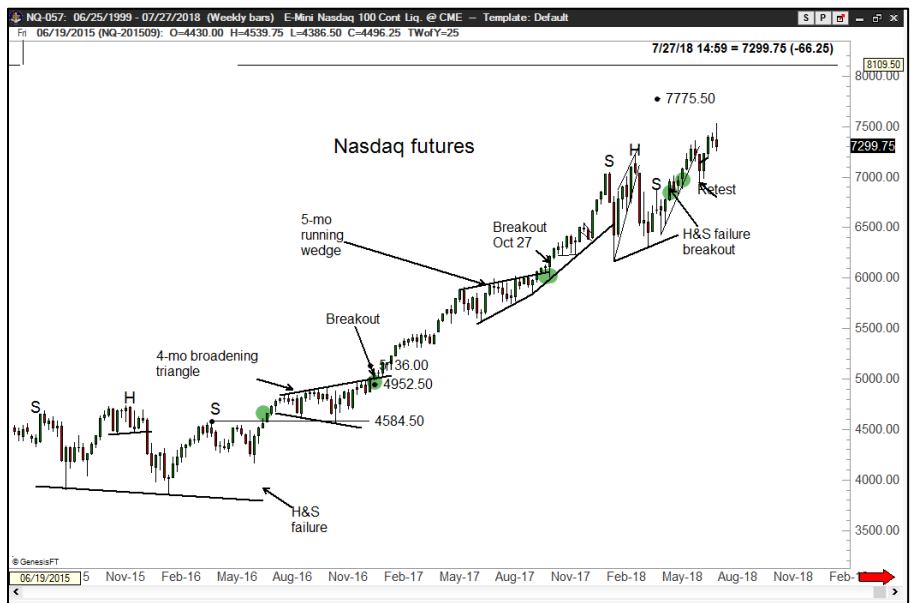 NQ-057: 06/25/1999 - 07/27/2018 (Weekly bars) E-Mini Nasdaq 100 Cont Liq. @ CME — Template: Default
S P
Fri 06/19/2015 (NQ-201509): O=4430.00 H=4539.75 L=4386.50 C=4496.25 TWofY=25
7/27/18 14:59 = 7299.75 (-66.25)
8109.50
8000.00
7775.50
7500.00
Nasdaq futures
7299.75
S
H
S
Retest
7000.00
5-mo
running
wedge
Breakout
Oct 27
H&S failure
breakout
6500.00
6000.00
5500.00
Breakout
4-mo broadening
triangle
5136.00
4952.50
5000.00
S
H
S
4584.50
4500.00
4000.00
H&S
failure
3500.00
© GenesisFT
06/19/2015 5 Nov-15 Feb-16 May-16 Aug-16 Nov-16 Feb-17 May-17 Aug-17 Nov-17 Feb-18 May-18 Aug-18 Nov-18 Feb-